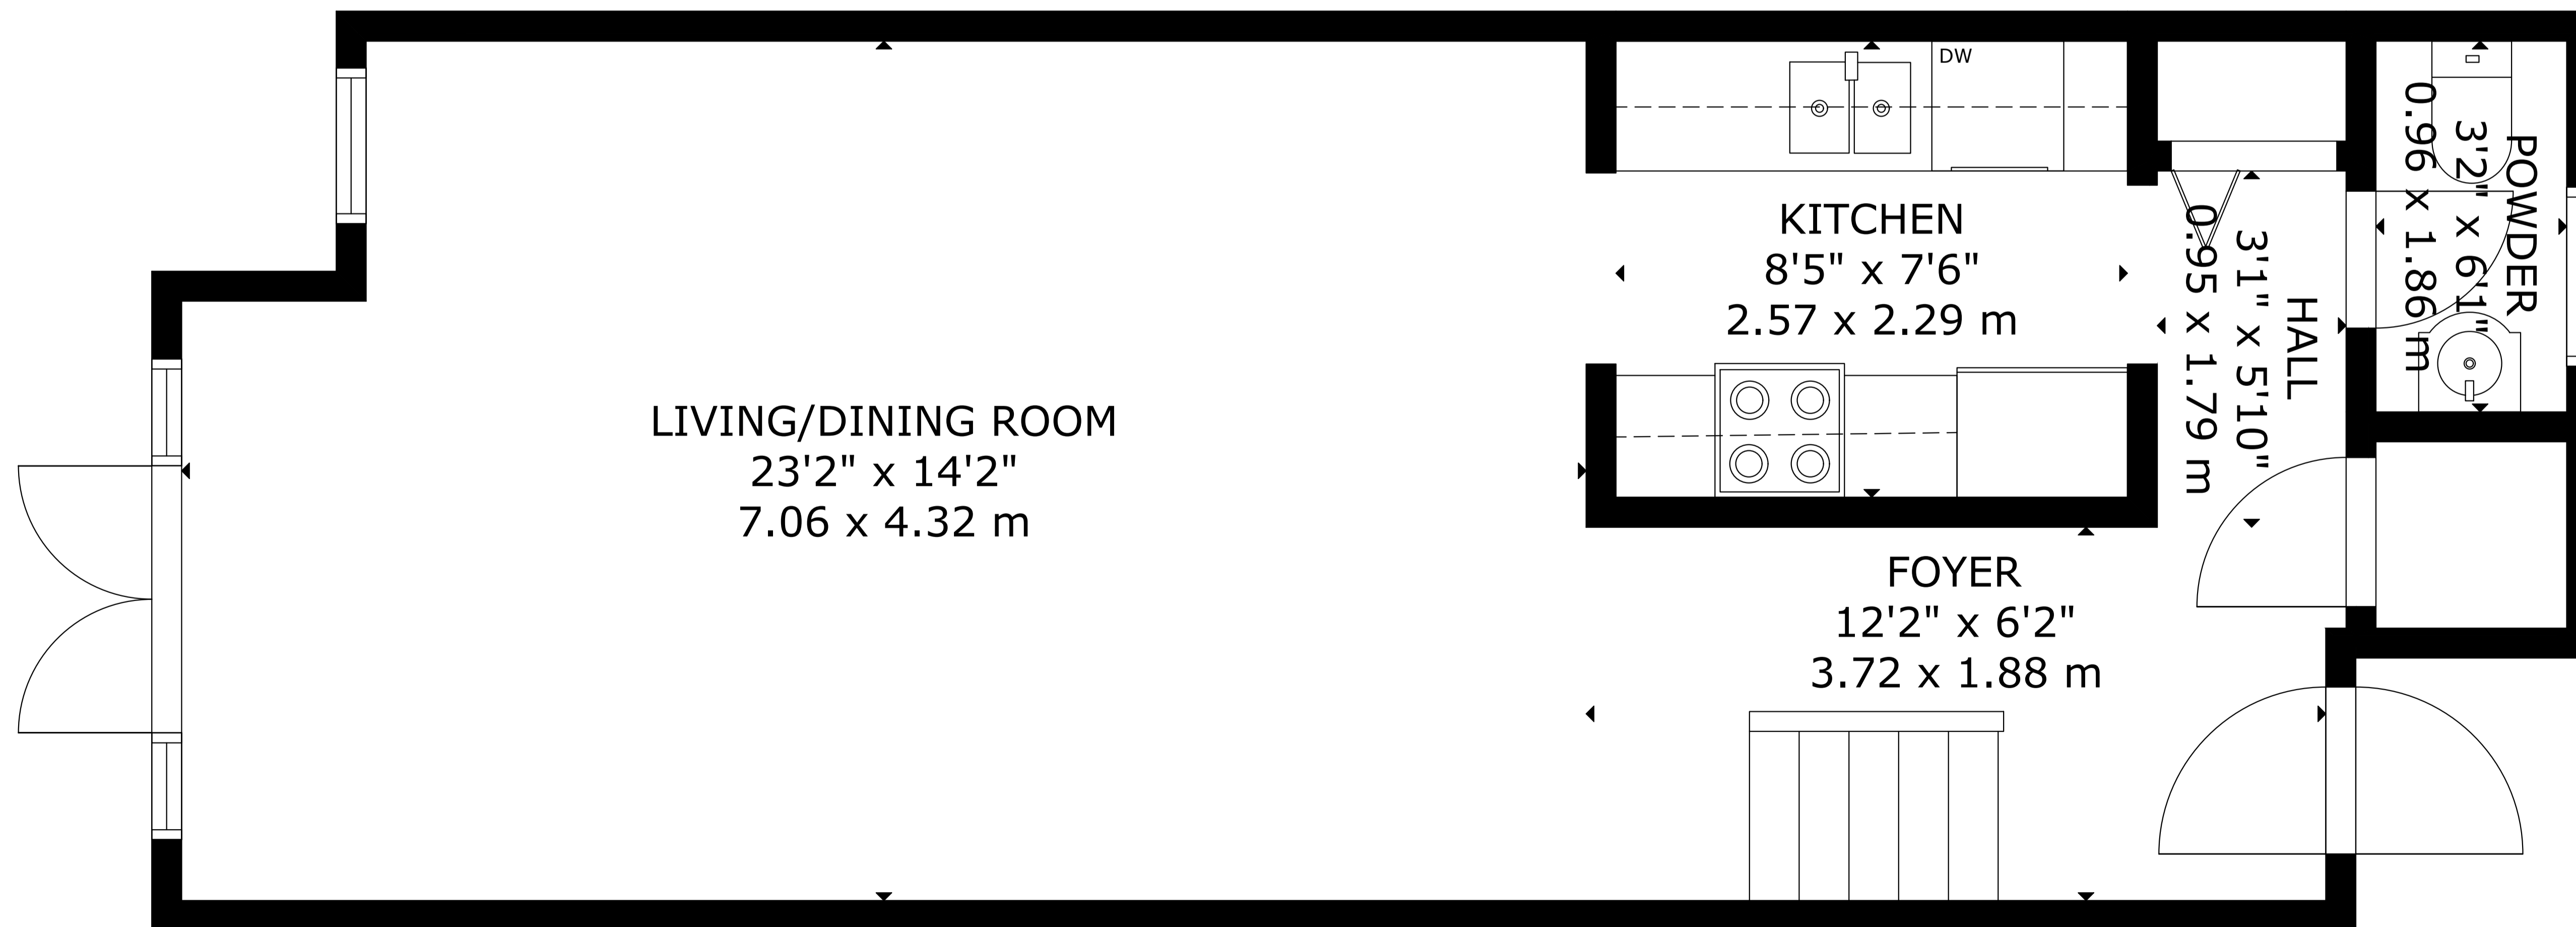 LIVING/DINING ROOM
23'2" x 14'2"
7.06 x 4.32 m
DW
KITCHEN
8'5" x 7'6"
2.57 x 2.29 m
FOYER
12'2" x 6'2"
3.72 x 1.88 m
HALL
3'1" x 5'10"
0.95 x 1.79 m
POWDER
3'2" x 6'1"
0.96 x 1.86 m